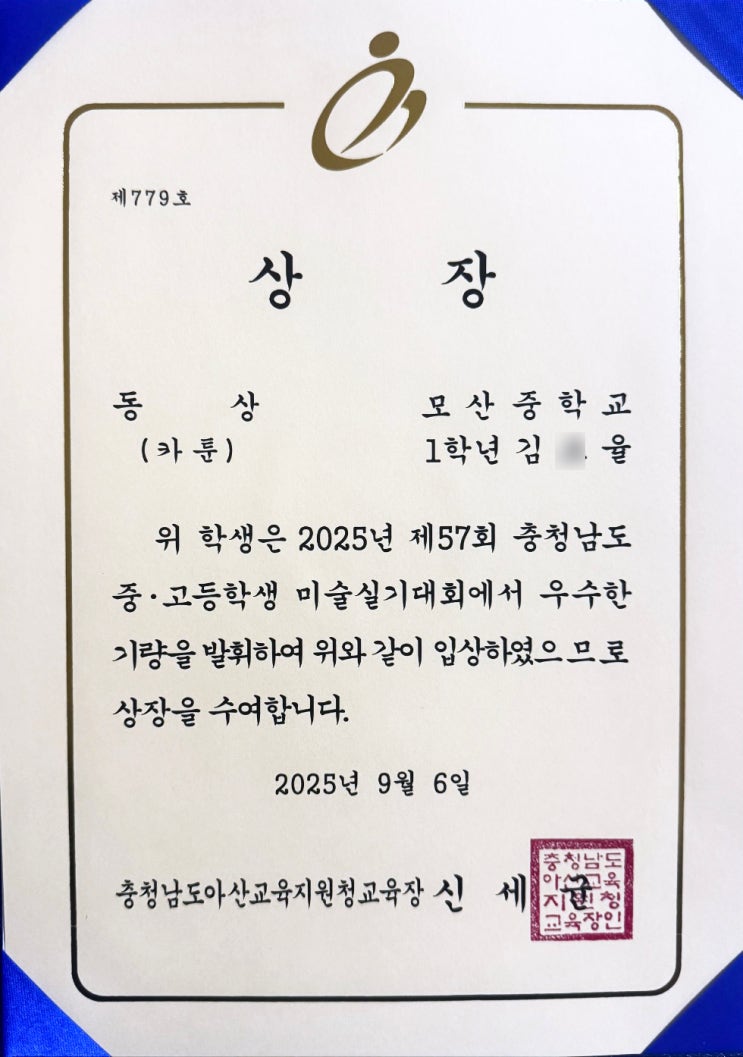 제779호
상 장
동 상 모산중학교
(카툰) 1학년 김 율
위 학생은 2025년 제57회 충청남도
중·고등학생 미술실기대회에서 우수한
기량을 발휘하여 위와 같이 입상하였으므로
상장을 수여합니다.
2025년 9월 6일
충청남도아산교육지원청교육장 신 세 균
충청남도
아산교육
지원청
교육장인